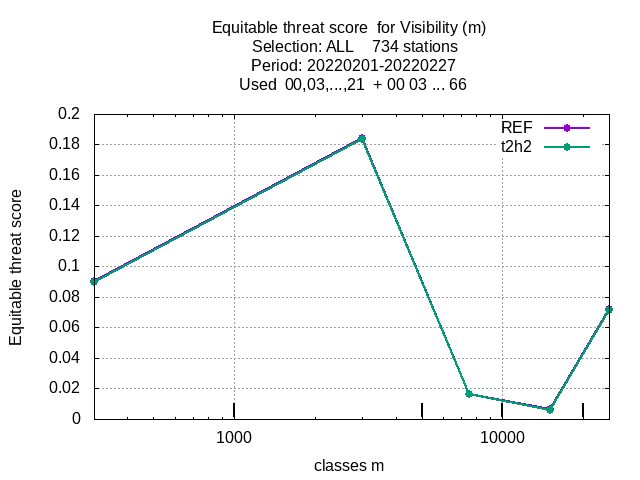 Equitable threat score  for Visibility (m)
Selection: ALL    734 stations
Period: 20220201-20220227
Used  00,03,...,21  + 00 03 ... 66
0.2
0.18
0.16
0.14
0.12
0.1
0.08
0.06
0.04
0.02
0
Equitable threat score
REF
t2h2
1000
10000
classes m